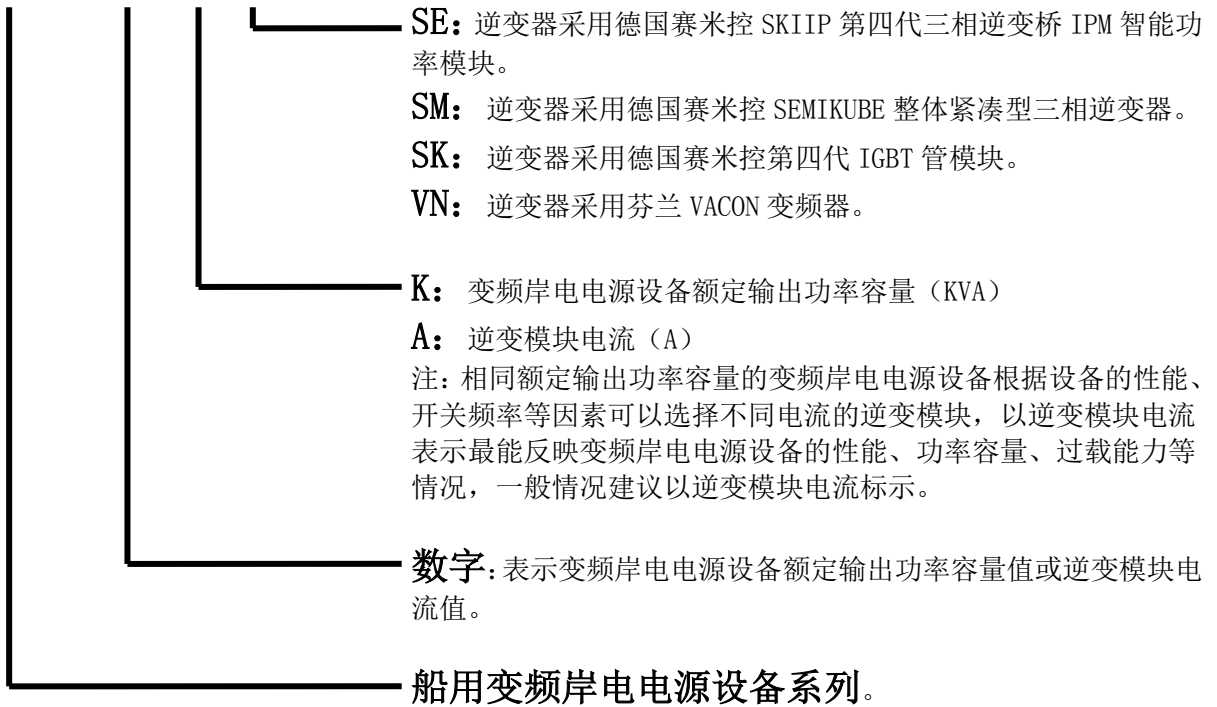 SE：逆变器采用德国赛米控 SKIIP 第四代三相逆变桥 IPM 智能功
率模块。
SM： 逆变器采用德国赛米控 SEMIKUBE 整体紧凑型三相逆变器。
SK： 逆变器采用德国赛米控第四代 IGBT 管模块。
VN： 逆变器采用芬兰 VACON 变频器。
K： 变频岸电电源设备额定输出功率容量（KVA）
A： 逆变模块电流（A）
注：相同额定输出功率容量的变频岸电电源设备根据设备的性能、
开关频率等因素可以选择不同电流的逆变模块，以逆变模块电流
表示最能反映变频岸电电源设备的性能、功率容量、过载能力等
情况，一般情况建议以逆变模块电流标示。
数字：表示变频岸电电源设备额定输出功率容量值或逆变模块电
流值。
船用变频岸电电源设备系列。